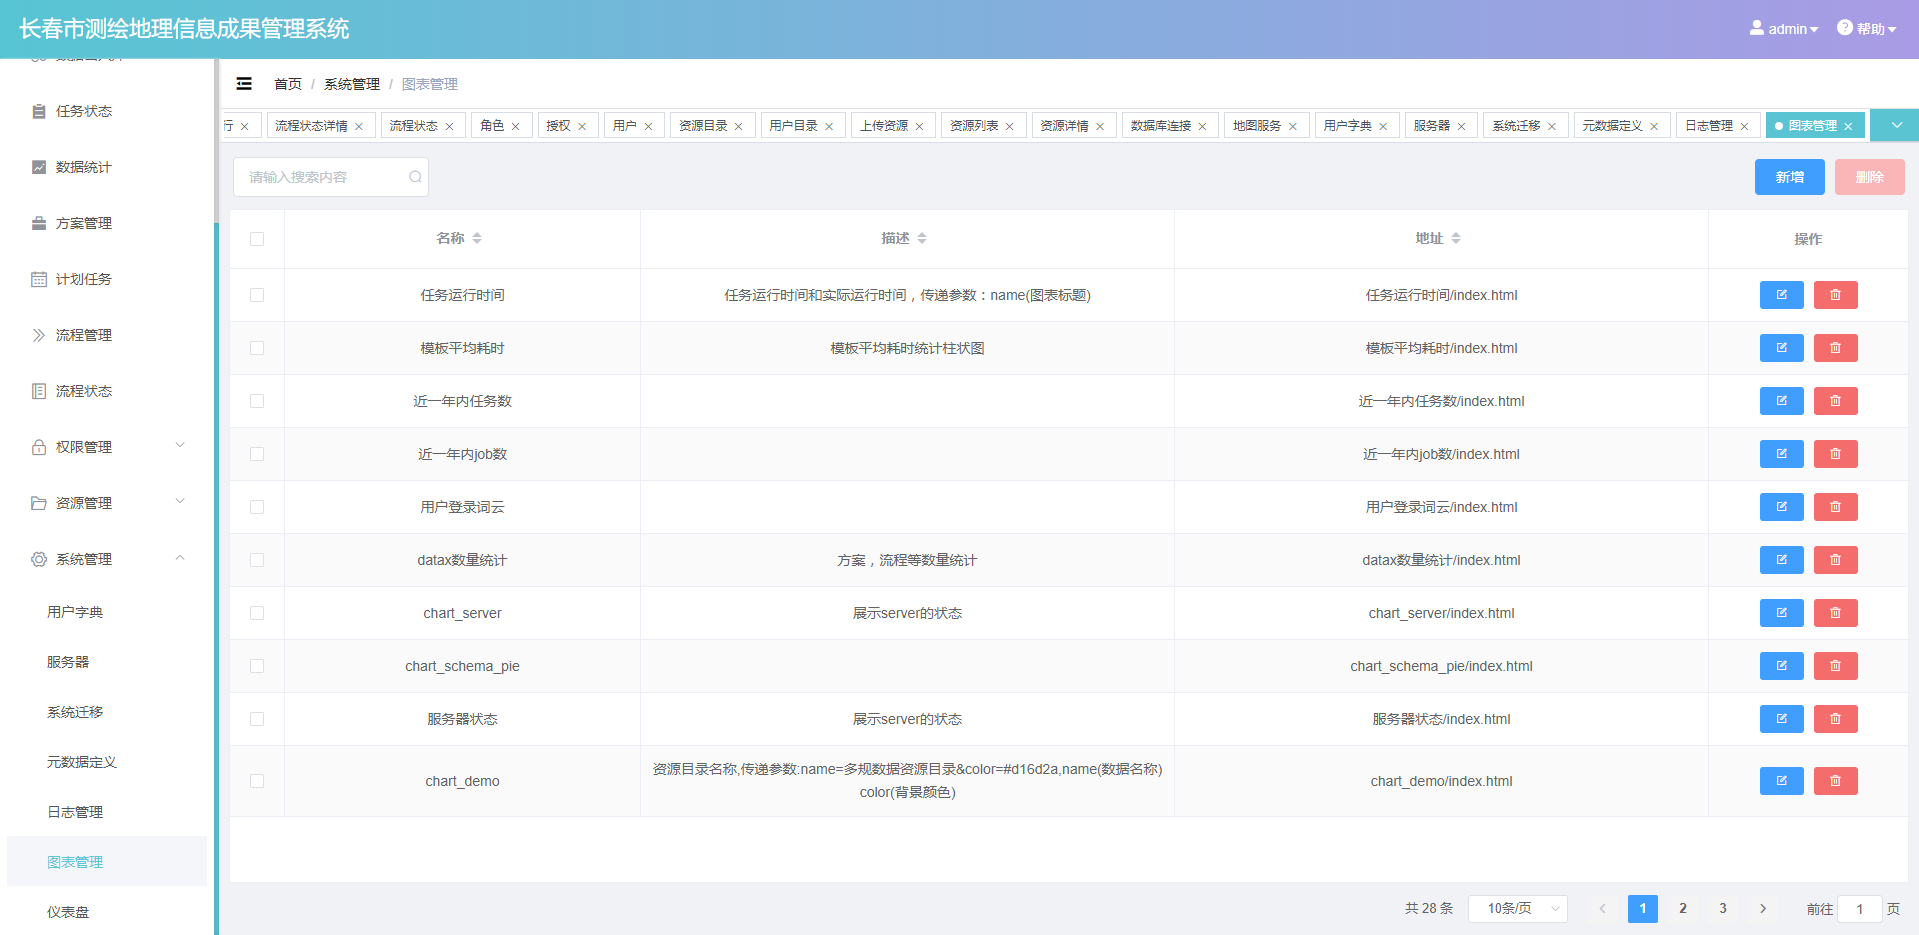 长春市测绘地理信息成果管理系统
admin
帮助
任务状态
数据统计
方案管理
计划任务
流程管理
流程状态
权限管理
资源管理
系统管理
用户字典
服务器
系统迁移
元数据定义
日志管理
图表管理
仪表盘
首页 / 系统管理 / 图表管理
行 流程状态详情 流程状态 角色 授权 用户 资源目录 用户目录 上传资源 资源列表 资源详情 数据库连接 地图服务 用户字典 服务器 系统迁移 元数据定义 日志管理 图表管理
请输入搜索内容
新增 删除
名称 描述 地址 操作
任务运行时间 任务运行时间和实际运行时间，传递参数：name(图表标题) 任务运行时间/index.html
模板平均耗时 模板平均耗时统计柱状图 模板平均耗时/index.html
近一年内任务数 近一年内任务数/index.html
近一年内job数 近一年内job数/index.html
用户登录词云 用户登录词云/index.html
datax数量统计 方案，流程等数量统计 datax数量统计/index.html
chart_server 展示server的状态 chart_server/index.html
chart_schema_pie chart_schema_pie/index.html
服务器状态 展示server的状态 服务器状态/index.html
chart_demo 资源目录名称,传递参数:name=多规数据资源目录&color=#d16d2a,name(数据名称) chart_demo/index.html
color(背景颜色)
共 28 条 10条/页 1 2 3 前往 1 页